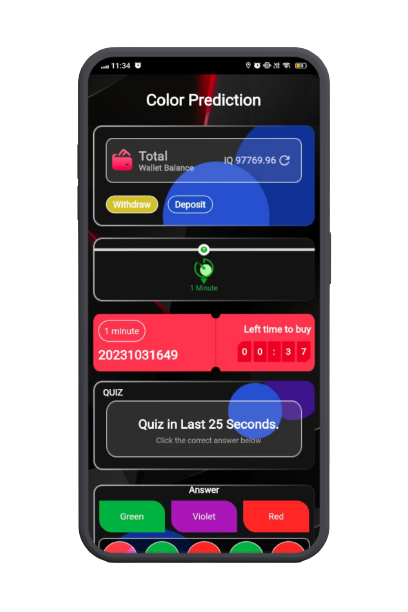 11:34
Color Prediction
Total
Wallet Balance
IQ 97769.96
Withdraw
Deposit
1 Minute
1 minute
Left time to buy
20231031649
0 0 : 3 7
QUIZ
Quiz in Last 25 Seconds.
Click the correct answer below
Answer
Green
Violet
Red